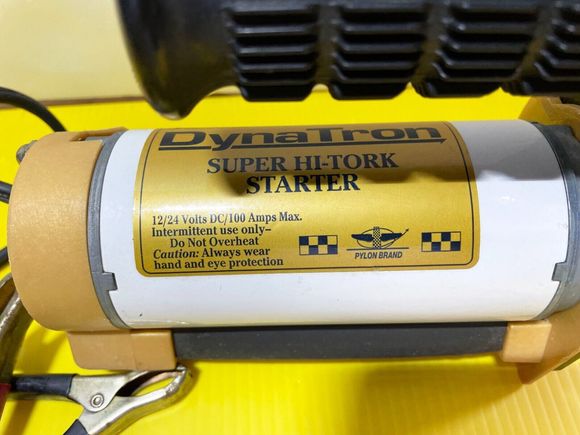 DynaTron
SUPER HI-TORK
STARTER
12/24 Volts DC/100 Amps Max.
Intermittent use only–
Do Not Overheat
Caution: Always wear
hand and eye protection
PYLON BRAND